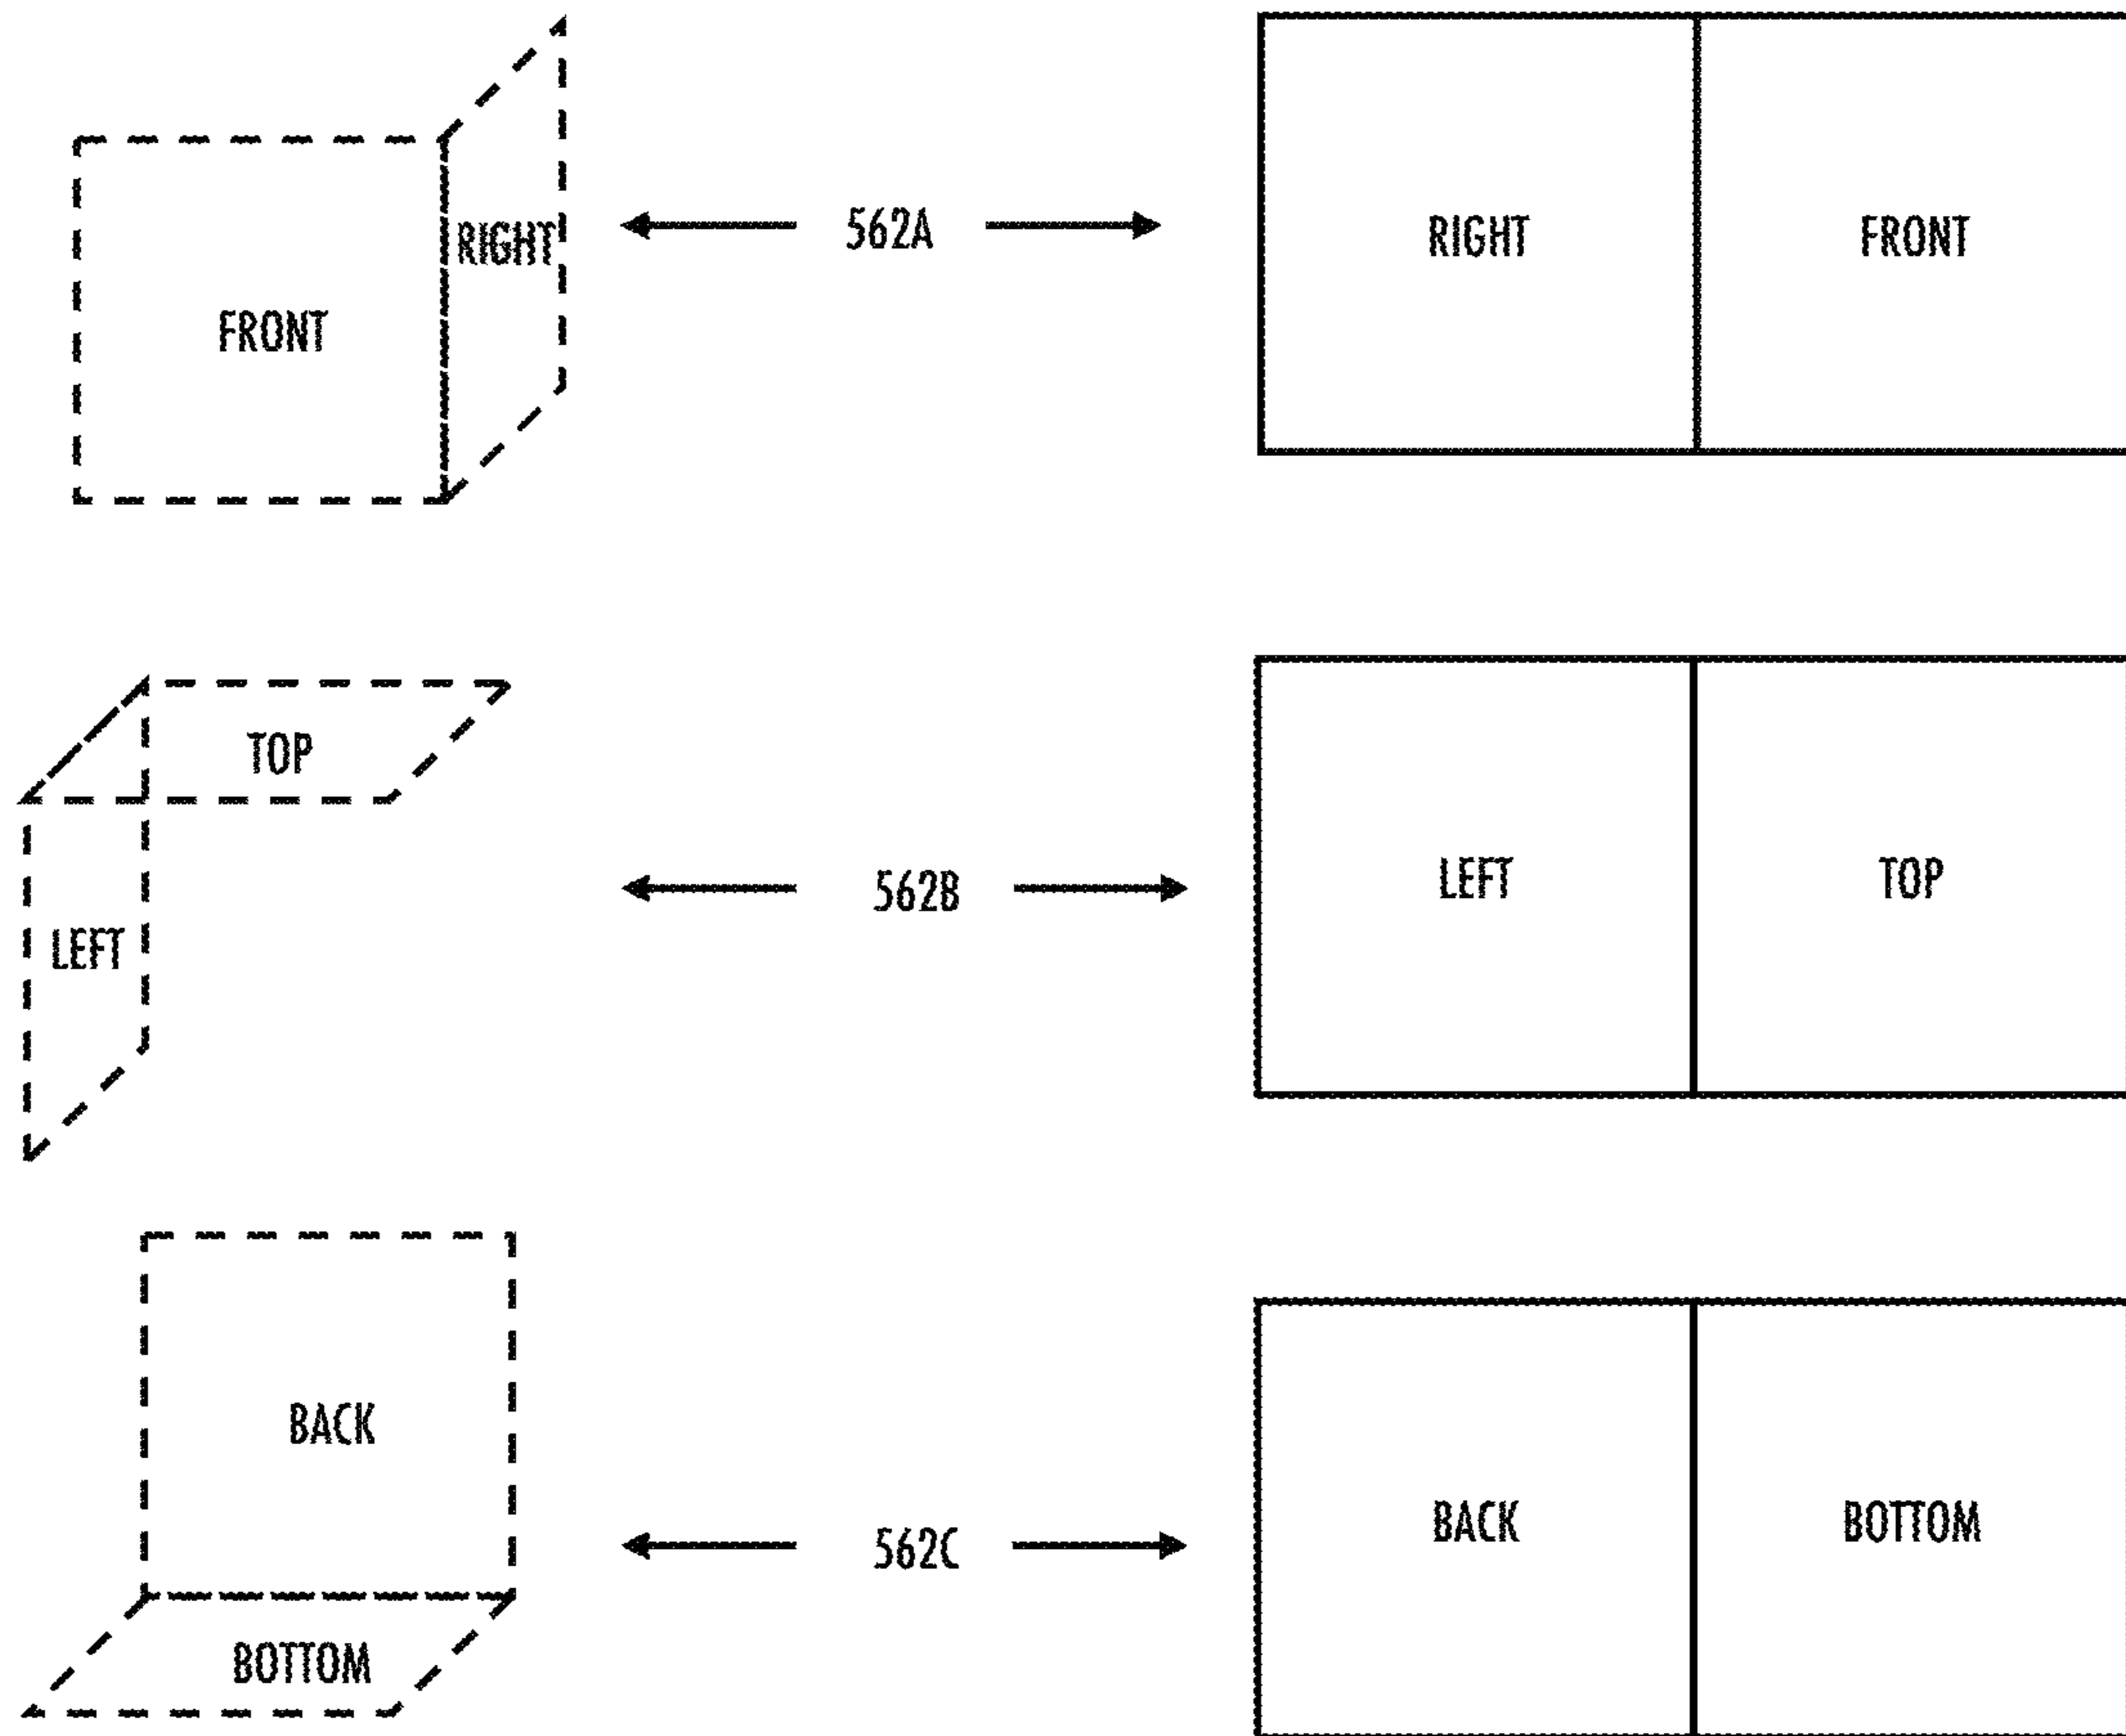 FRONT
RIGHT
562A
RIGHT
FRONT
TOP
LEFT
562B
LEFT
TOP
BACK
BOTTOM
562C
BACK
BOTTOM